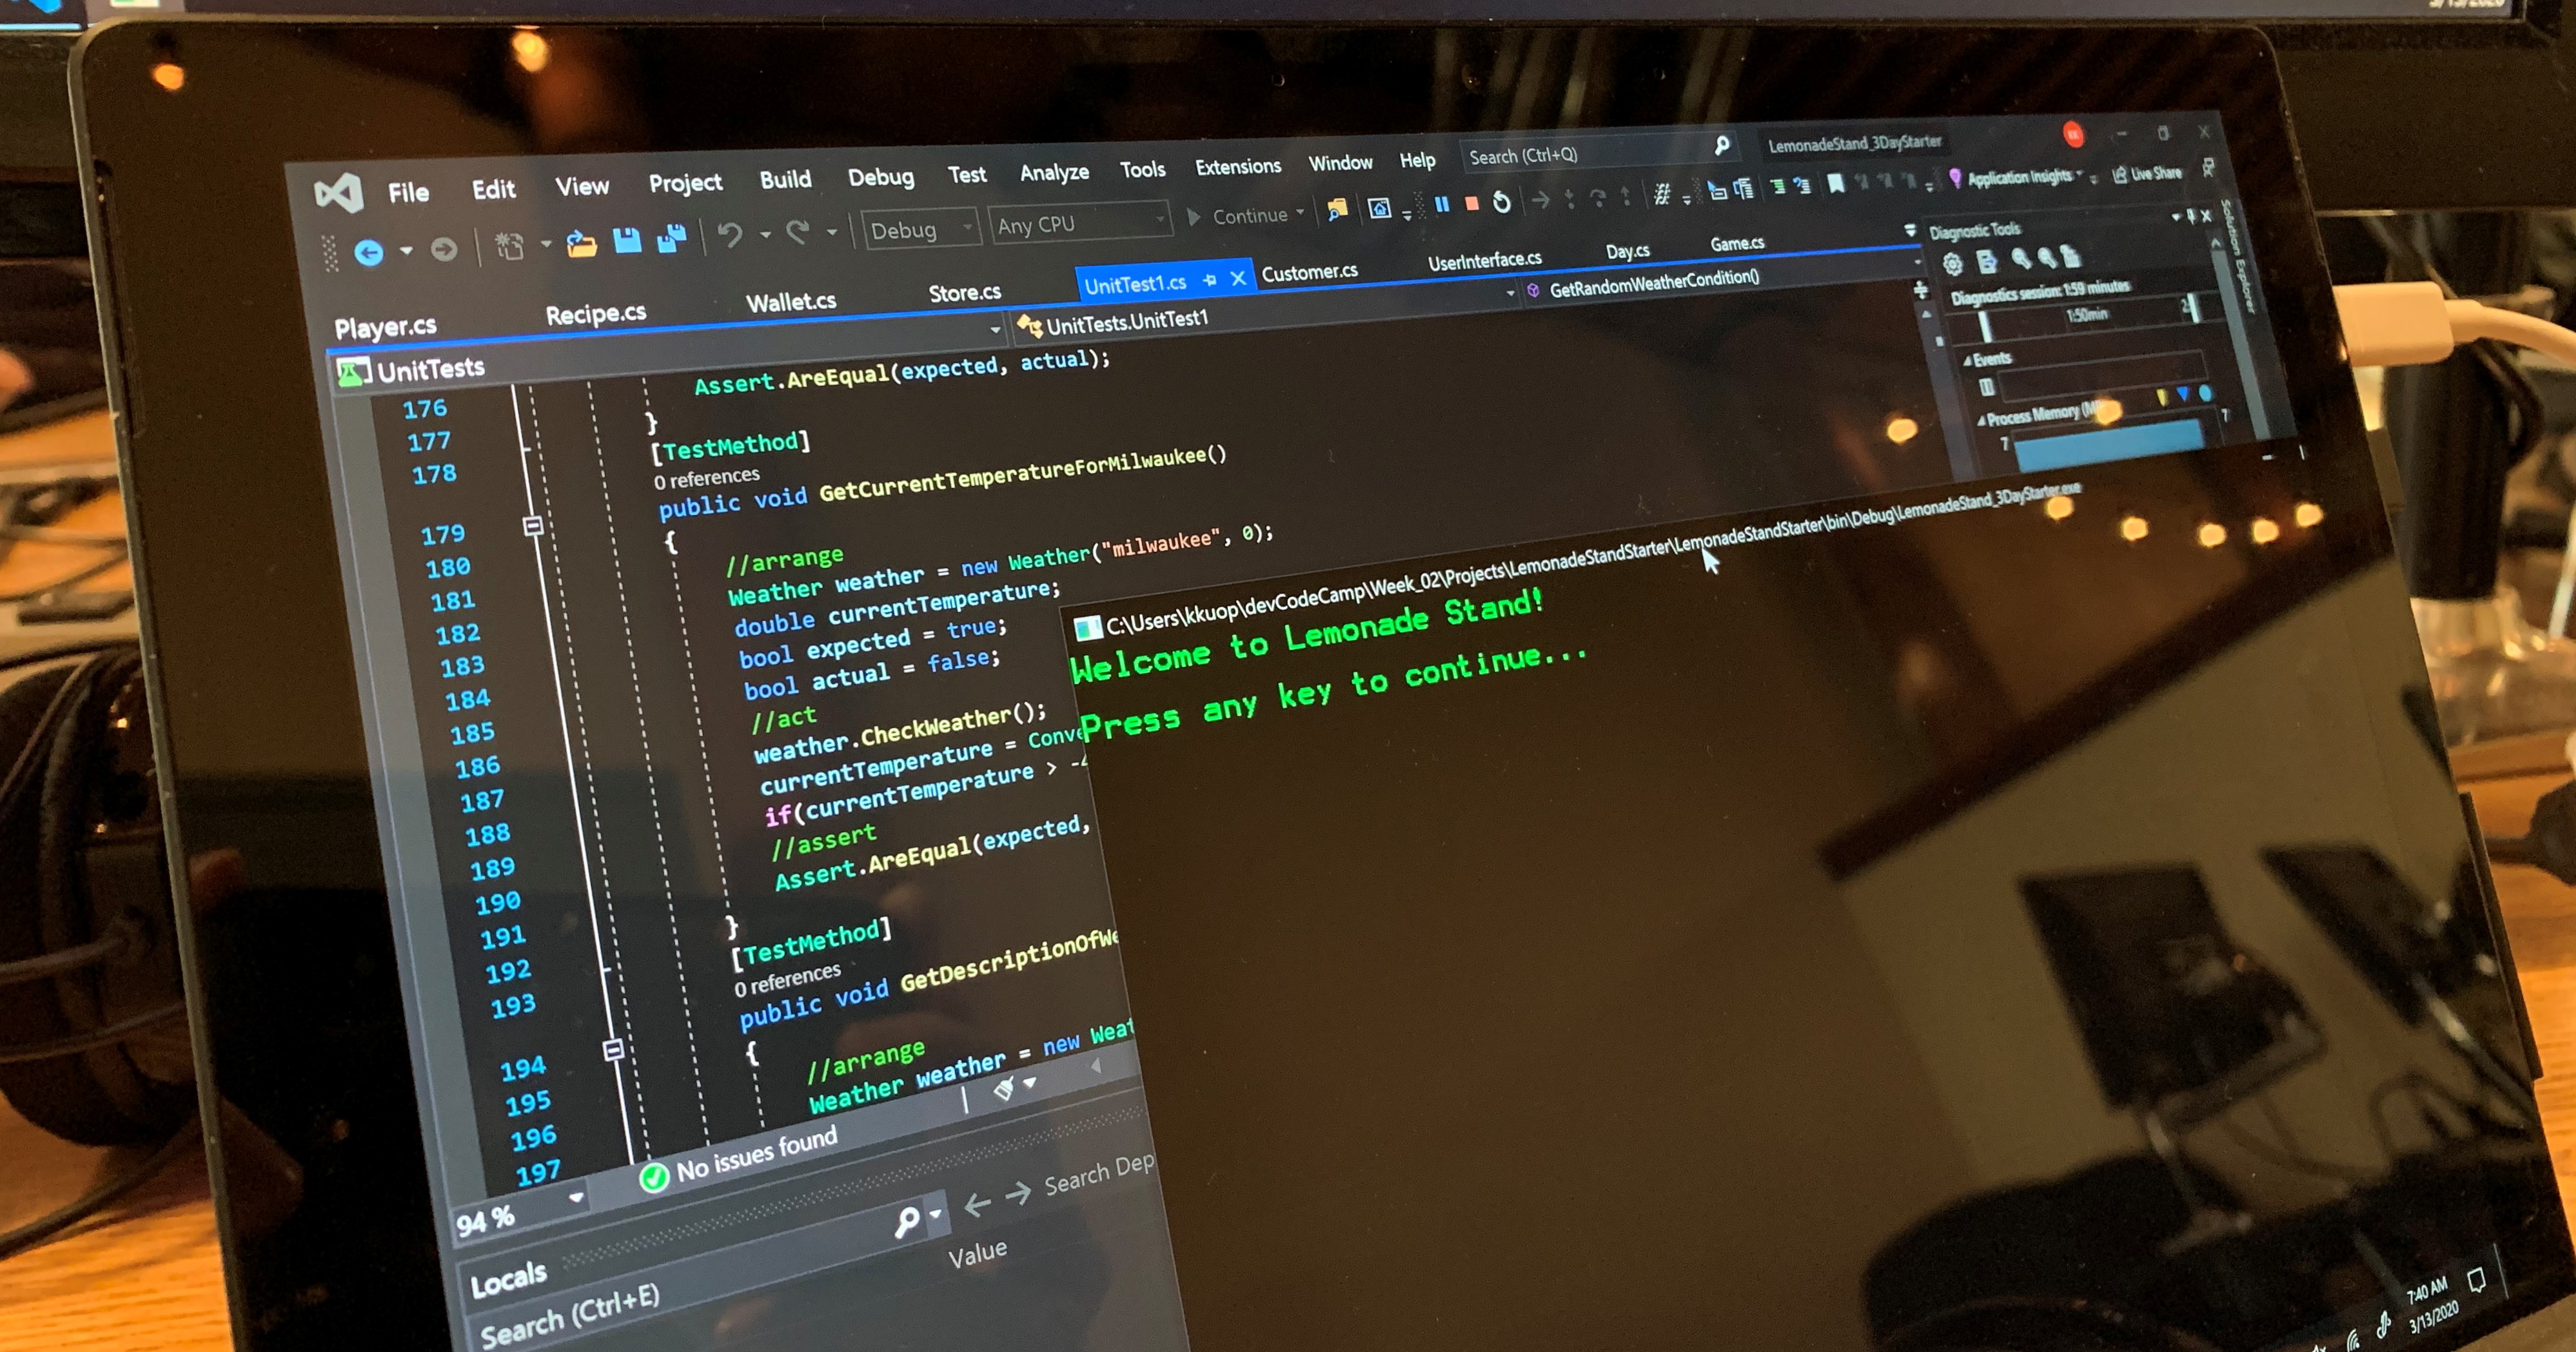 3/13/2020
File Edit View Project Build Debug Test Analyze Tools Extensions Window Help Search (Ctrl+Q) LemonadeStand_3DayStarter
Debug Any CPU Continue Application Insights Live Share
Player.cs Recipe.cs Wallet.cs Store.cs UnitTest1.cs Customer.cs UserInterface.cs Day.cs Game.cs
UnitTests UnitTests.UnitTest1 GetRandomWeatherCondition()
Diagnostic Tools
Diagnostics session: 1:59 minutes
1:50min
Events
Process Memory
7 7
Solution Explorer
176
177
178
179
180
181
182
183
184
185
186
187
188
189
190
191
192
193
194
195
196
197
Assert.AreEqual(expected, actual);
}
[TestMethod]
0 references
public void GetCurrentTemperatureForMilwaukee()
{
//arrange
Weather weather = new Weather("milwaukee", 0);
double currentTemperature;
bool expected = true;
bool actual = false;
//act
weather.CheckWeather();
currentTemperature = Conve
if(currentTemperature > -
//assert
Assert.AreEqual(expected,
}
[TestMethod]
0 references
public void GetDescriptionOfWe
{
//arrange
Weather weather = new Weat
94 % No issues found
Locals
Search (Ctrl+E) Search Dep
Value
C:\Users\kkuop\devCodeCamp\Week_02\Projects\LemonadeStandStarter\LemonadeStandStarter\bin\Debug\LemonadeStand_3DayStarter.exe
Welcome to Lemonade Stand!
Press any key to continue...
7:40 AM
3/13/2020